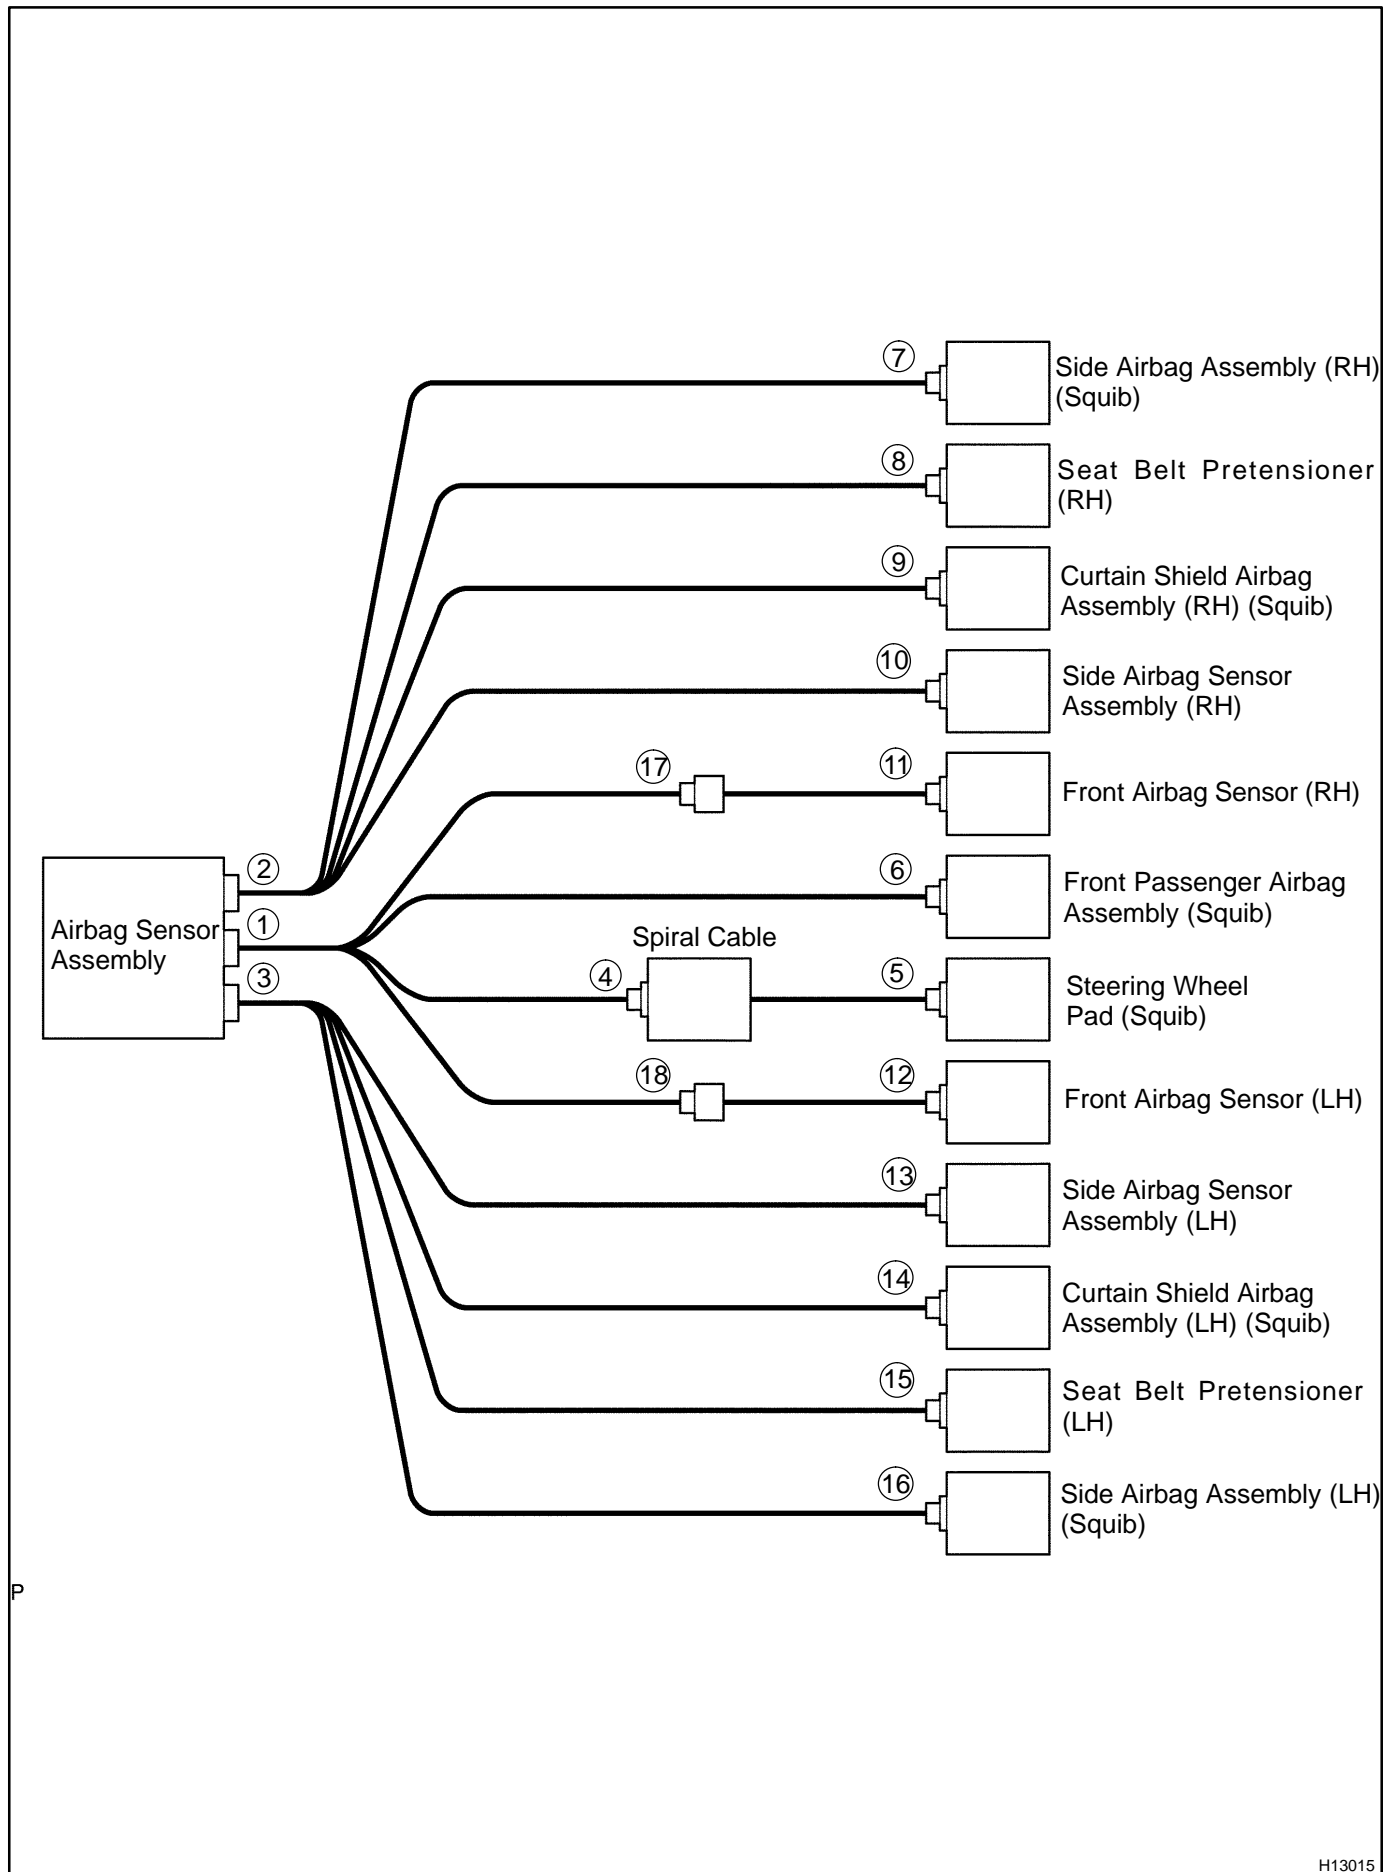 7
Side Airbag Assembly (RH)
(Squib)
8
Seat Belt Pretensioner
(RH)
9
Curtain Shield Airbag
Assembly (RH) (Squib)
10
Side Airbag Sensor
Assembly (RH)
17
11
Front Airbag Sensor (RH)
2
6
Front Passenger Airbag
Assembly (Squib)
1
Airbag Sensor
Assembly
Spiral Cable
3
4
5
Steering Wheel
Pad (Squib)
18
12
Front Airbag Sensor (LH)
13
Side Airbag Sensor
Assembly (LH)
14
Curtain Shield Airbag
Assembly (LH) (Squib)
15
Seat Belt Pretensioner
(LH)
16
Side Airbag Assembly (LH)
(Squib)
P
H13015